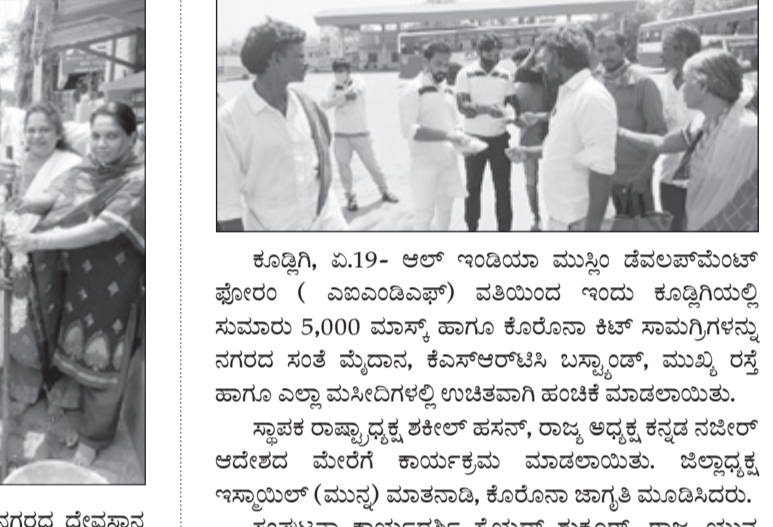 ಕೂಡ್ಲಿಗಿ, ಏ.19- ಆಲ್ ಇಂಡಿಯಾ ಮುಸ್ಲಿಂ ಡೆವಲಪ್‌ಮೆಂಟ್
ಫೋರಂ ( ಎಐಎಂಡಿಎಫ್) ವತಿಯಿಂದ ಇಂದು ಕೂಡ್ಲಿಗಿಯಲ್ಲಿ
ಸುಮಾರು 5,000 ಮಾಸ್ಕ್ ಹಾಗೂ ಕೊರೊನಾ ಕಿಟ್ ಸಾಮಗ್ರಿಗಳನ್ನು
ನಗರದ ಸಂತೆ ಮೈದಾನ, ಕೆಎಸ್ಆರ್‌ಟಿಸಿ ಬಸ್ಟ್ಯಾಂಡ್, ಮುಖ್ಯ ರಸ್ತೆ
ಹಾಗೂ ಎಲ್ಲಾ ಮಸೀದಿಗಳಲ್ಲಿ ಉಚಿತವಾಗಿ ಹಂಚಿಕೆ ಮಾಡಲಾಯಿತು.
ಸ್ಥಾಪಕ ರಾಷ್ಟ್ರಾಧ್ಯಕ್ಷ ಶಕೀಲ್ ಹಸನ್, ರಾಜ್ಯ ಅಧ್ಯಕ್ಷ ಕನ್ನಡ ನಜೀರ್
ಆದೇಶದ ಮೇರೆಗೆ ಕಾರ್ಯಕ್ರಮ ಮಾಡಲಾಯಿತು. ಜಿಲ್ಲಾಧ್ಯಕ್ಷ
ಇಸ್ಮಾಯಿಲ್ (ಮುನ್ನ) ಮಾತನಾಡಿ, ಕೊರೊನಾ ಜಾಗೃತಿ ಮೂಡಿಸಿದರು.
ನಗರದ ದೇವಸ್ಥಾನ